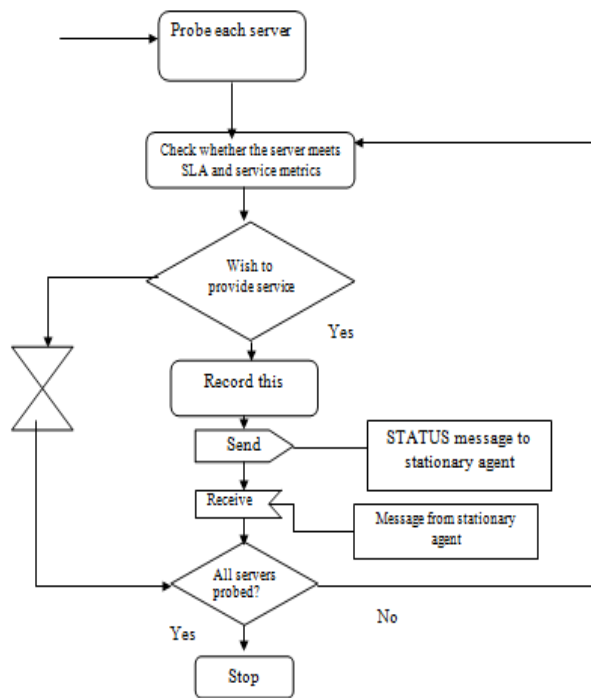 Probe each server
Check whether the server meets
SLA and service metrics
Wish to
provide service
Yes
Record this
Send
STATUS message to
stationary agent
Receive
Message from stationary
agent
All servers
probed?
No
Yes
Stop